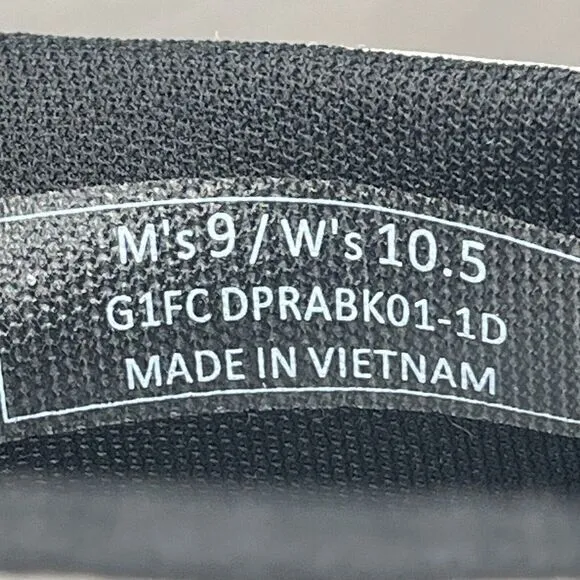 M's 9 / W's 10.5
G1FC DPRABK01-1D
MADE IN VIETNAM